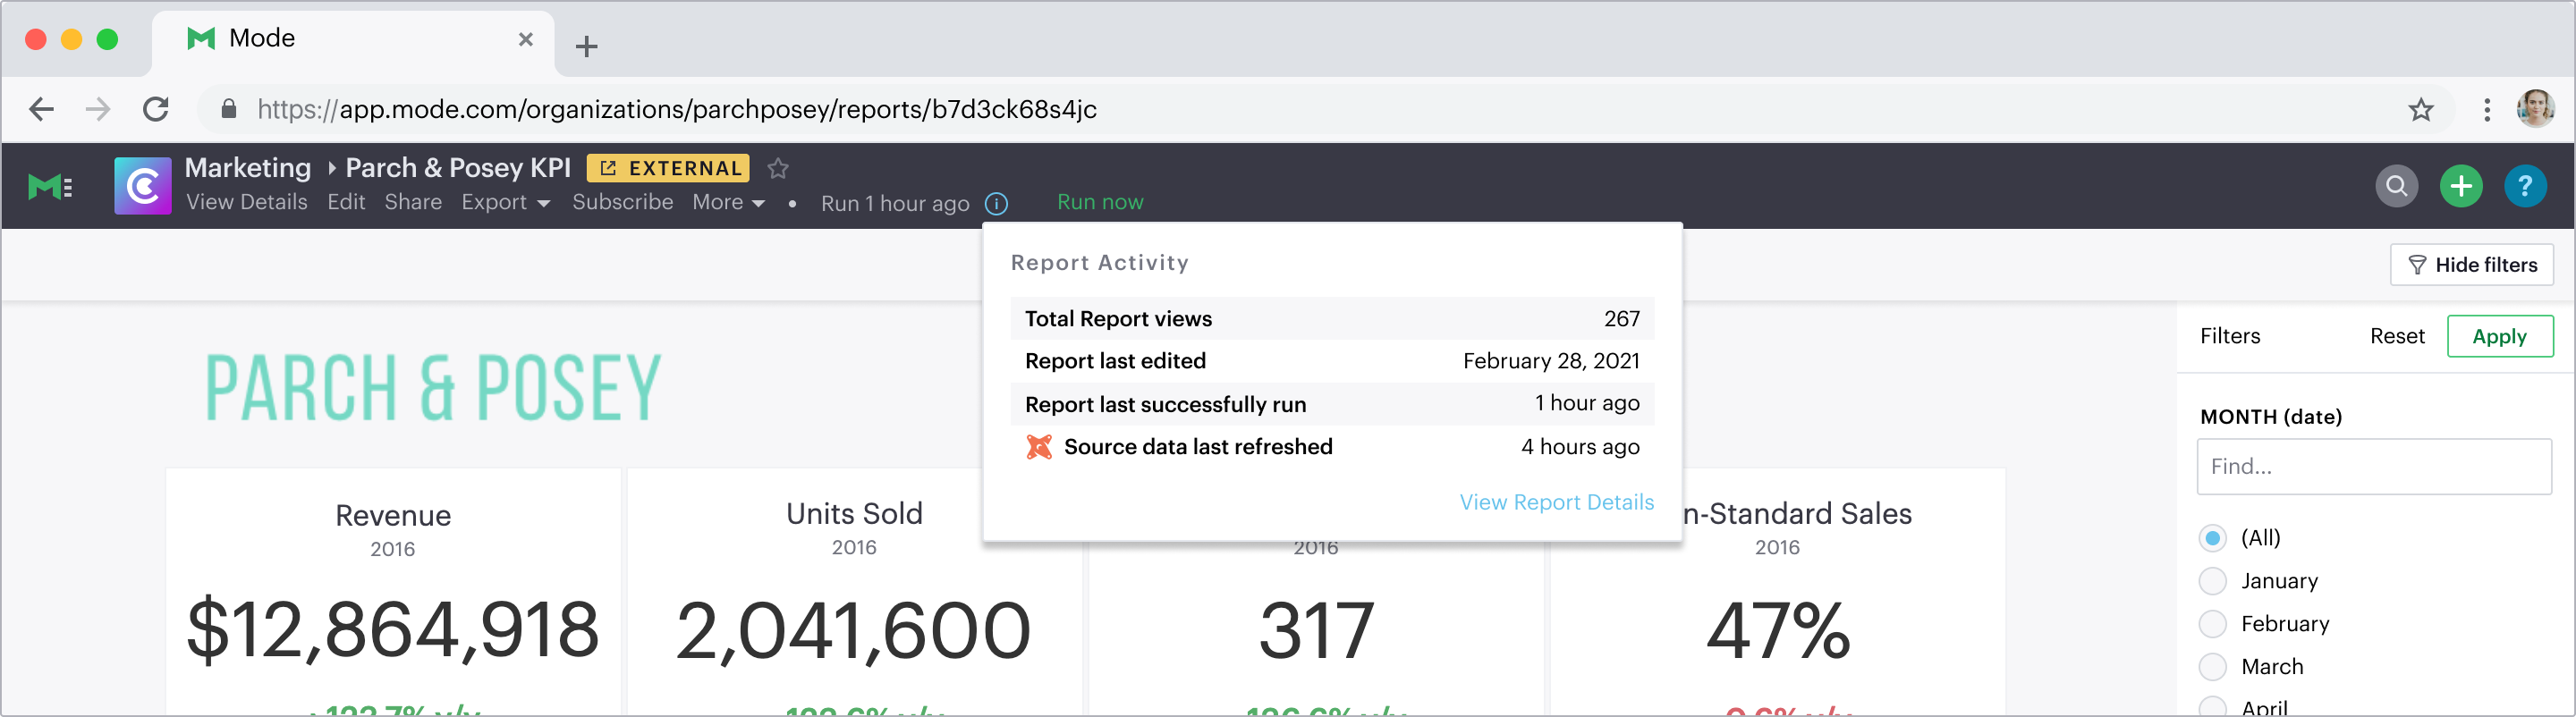 Mode
https://app.mode.com/organizations/parchposey/reports/b7d3ck68s4jc
Marketing Parch & Posey KPI EXTERNAL
View Details Edit Share Export Subscribe More • Run 1 hour ago Run now
?
Report Activity
Total Report views 267
Report last edited February 28, 2021
Report last successfully run 1 hour ago
Source data last refreshed 4 hours ago
View Report Details
Hide filters
Filters Reset Apply
MONTH (date)
Find...
(All)
January
February
March
April
PARCH & POSEY
Revenue
2016
$12,864,918
Units Sold
2016
2,041,600
2016
317
n-Standard Sales
2016
47%